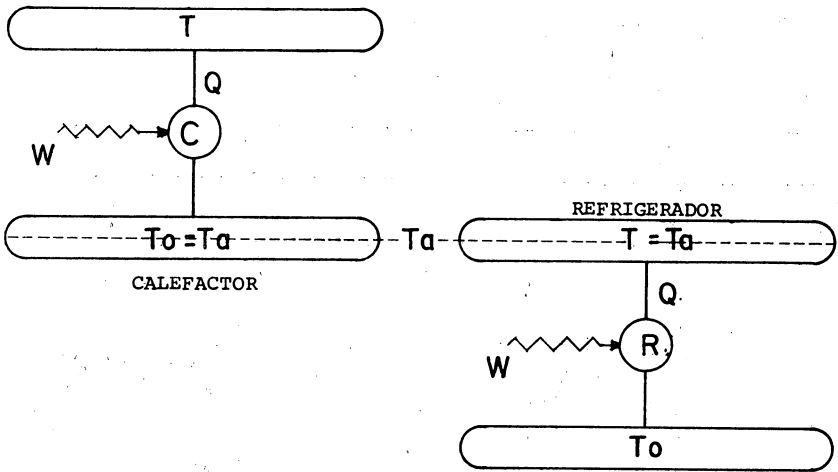 T
Q
C
W
To=Ta
CALEFACTOR
Ta
REFRIGERADOR
T=Ta
Q
R
W
To